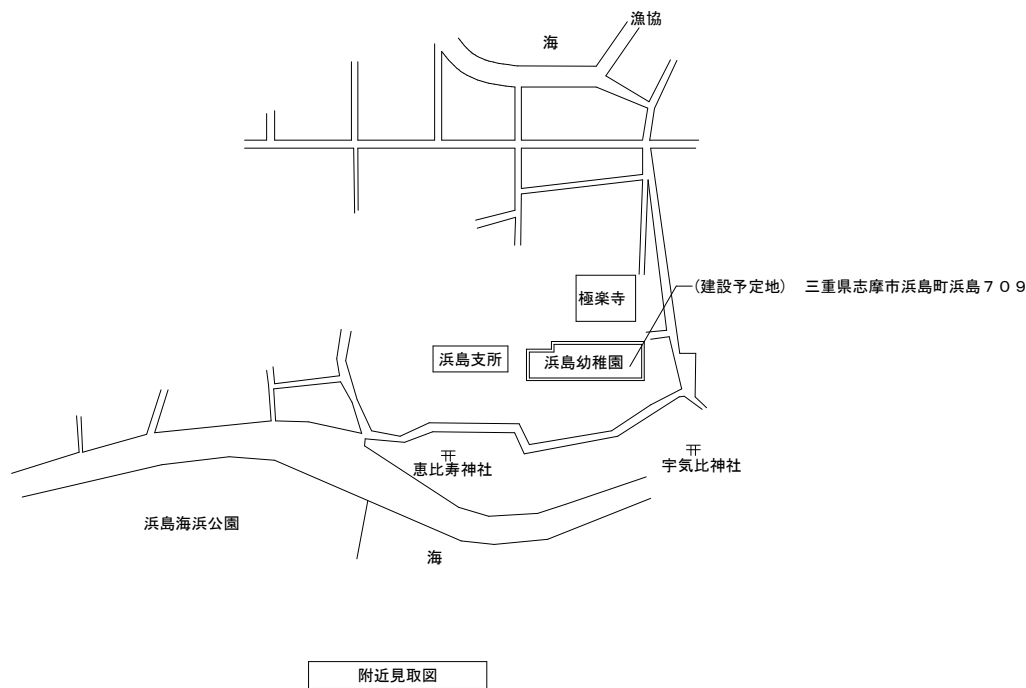 漁協
海
極楽寺
(建設予定地)　三重県志摩市浜島町浜島７０９
浜島支所
浜島幼稚園
恵比寿神社
宇気比神社
浜島海浜公園
海
附近見取図